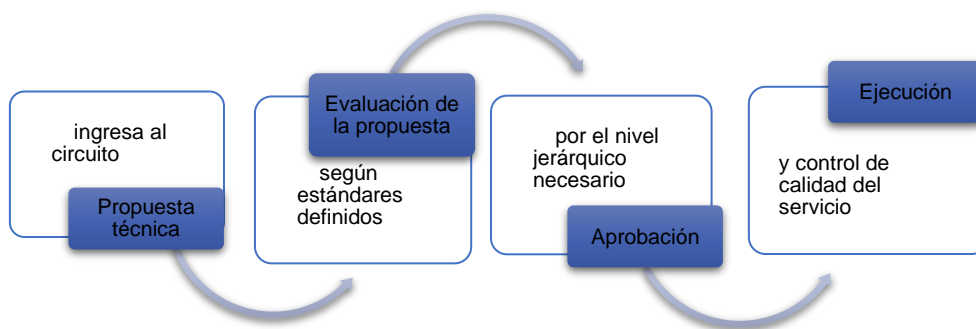 ingresa al
circuito
Propuesta
técnica
Evaluación de
la propuesta
según
estándares
definidos
por el nivel
jerárquico
necesario
Aprobación
Ejecución
y control de
calidad del
servicio